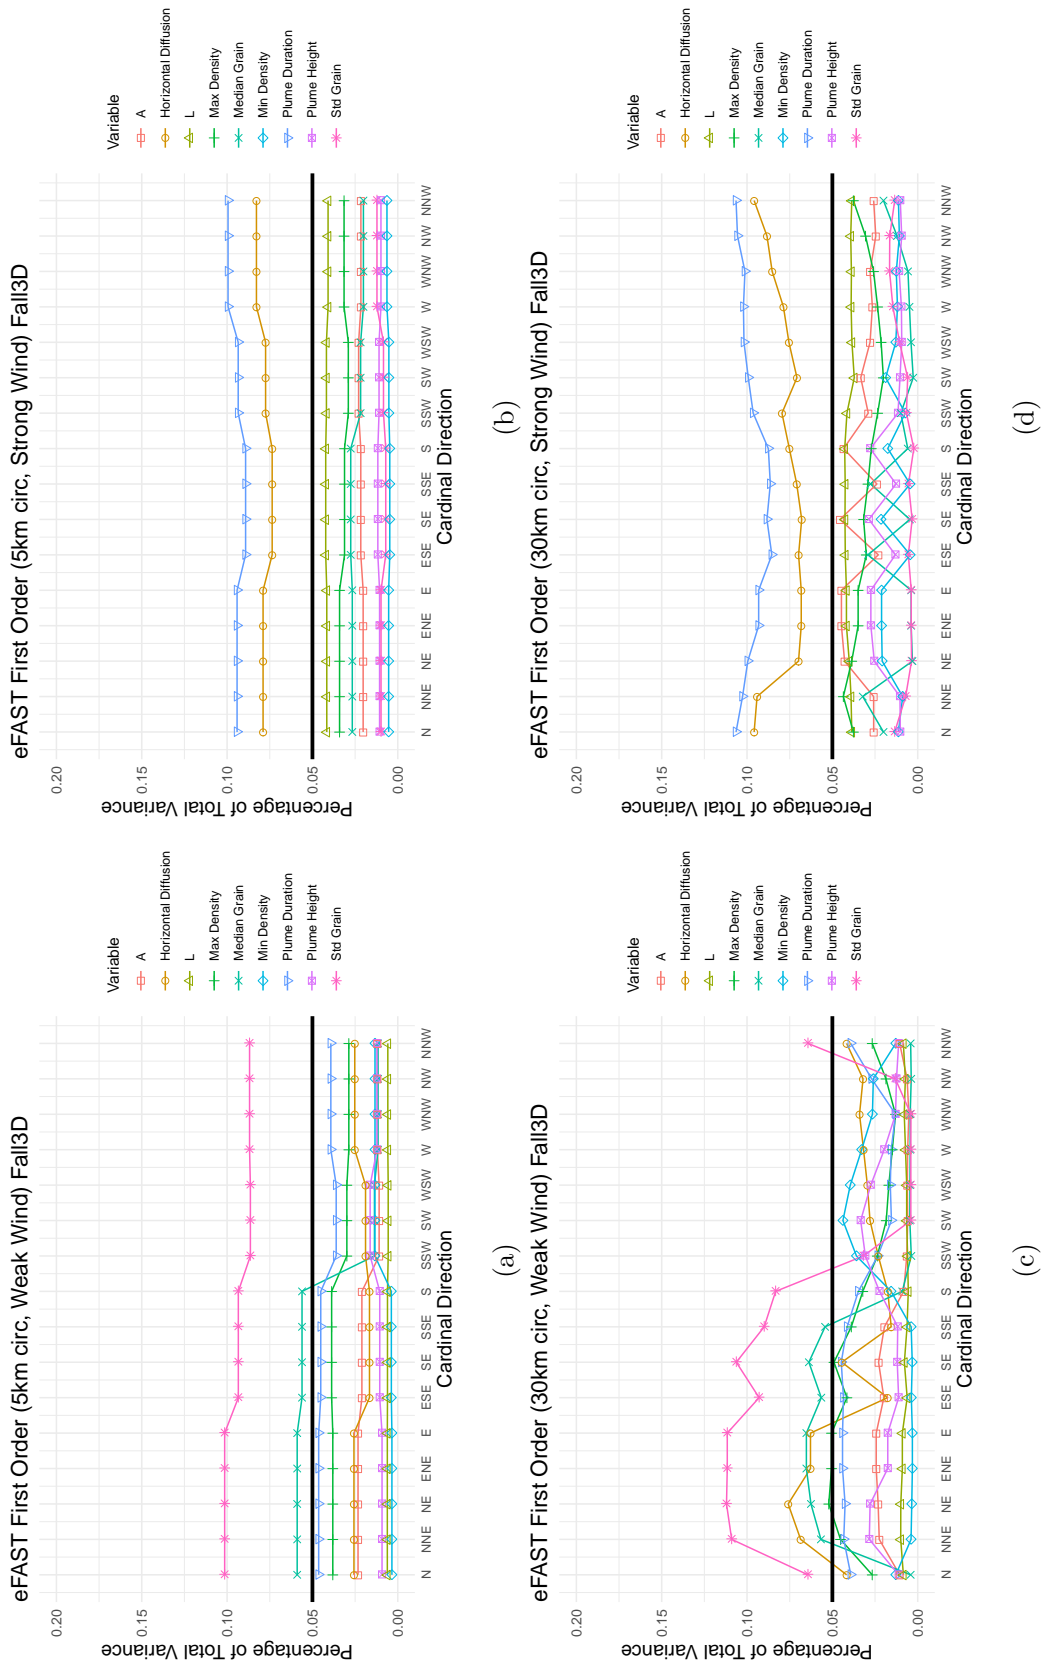 eFAST First Order (5km circ, Weak Wind) Fall3D
Percentage of Total Variance
0.20
0.15
0.10
0.05
0.00
N NNE NE ENE E ESE SE SSE S SSW SW WSW W WNW NW NNW
Cardinal Direction
Variable
A
Horizontal Diffusion
L
Max Density
Median Grain
Min Density
Plume Duration
Plume Height
Std Grain
(a)
eFAST First Order (5km circ, Strong Wind) Fall3D
Percentage of Total Variance
0.20
0.15
0.10
0.05
0.00
N NNE NE ENE E ESE SE SSE S SSW SW WSW W WNW NW NNW
Cardinal Direction
Variable
A
Horizontal Diffusion
L
Max Density
Median Grain
Min Density
Plume Duration
Plume Height
Std Grain
(b)
eFAST First Order (30km circ, Weak Wind) Fall3D
Percentage of Total Variance
0.20
0.15
0.10
0.05
0.00
N NNE NE ENE E ESE SE SSE S SSW SW WSW W WNW NW NNW
Cardinal Direction
Variable
A
Horizontal Diffusion
L
Max Density
Median Grain
Min Density
Plume Duration
Plume Height
Std Grain
(c)
eFAST First Order (30km circ, Strong Wind) Fall3D
Percentage of Total Variance
0.20
0.15
0.10
0.05
0.00
N NNE NE ENE E ESE SE SSE S SSW SW WSW W WNW NW NNW
Cardinal Direction
Variable
A
Horizontal Diffusion
L
Max Density
Median Grain
Min Density
Plume Duration
Plume Height
Std Grain
(d)